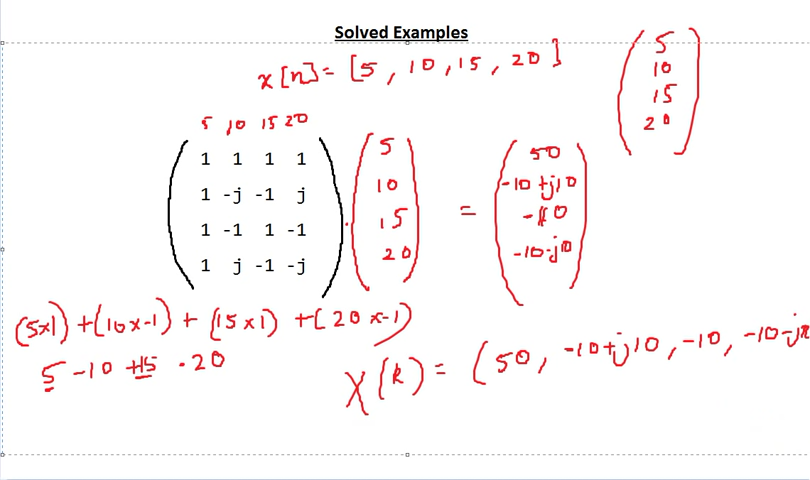 Solved Examples
x[n]= [5, 10, 15, 20]
5
10
15
20
5 10 15 20
1 1 1 1
1 -j -1 j
1 -1 1 -1
1 j -1 -j
.
5
10
15
20
=
50
-10+j10
-10
-10-j10
(5x1) +(10x-1) + (15x1) +(20x-1)
5 -10 +15 -20
X(k) = (50, -10+j10, -10, -10-j10